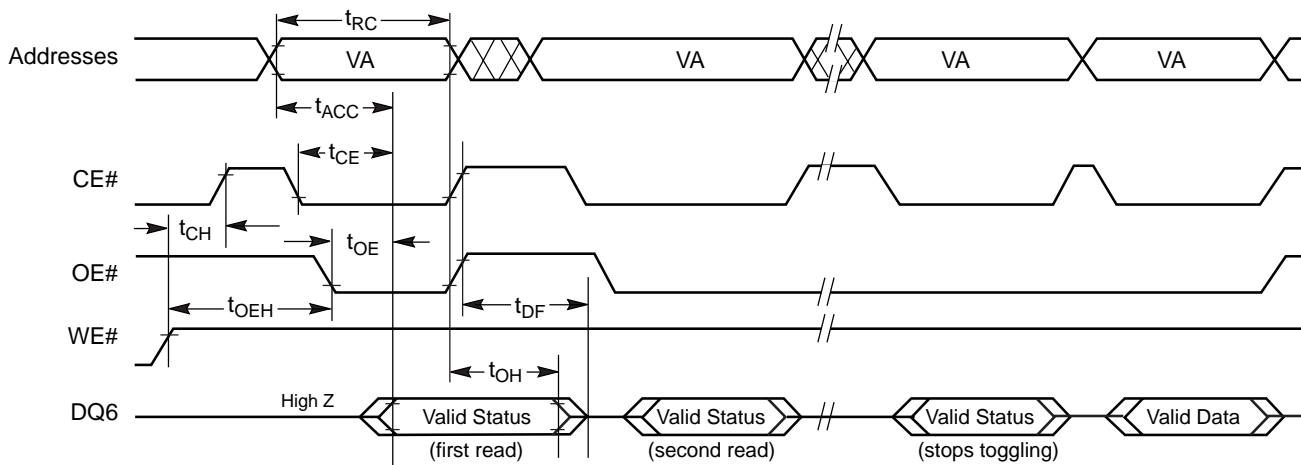 tRC
Addresses VA VA VA VA
tACC
tCE
CE#
tCH
tOE
OE#
tOEH
tDF
WE#
tOH
High Z
DQ6 Valid Status Valid Status Valid Status Valid Data
(first read) (second read) (stops toggling)